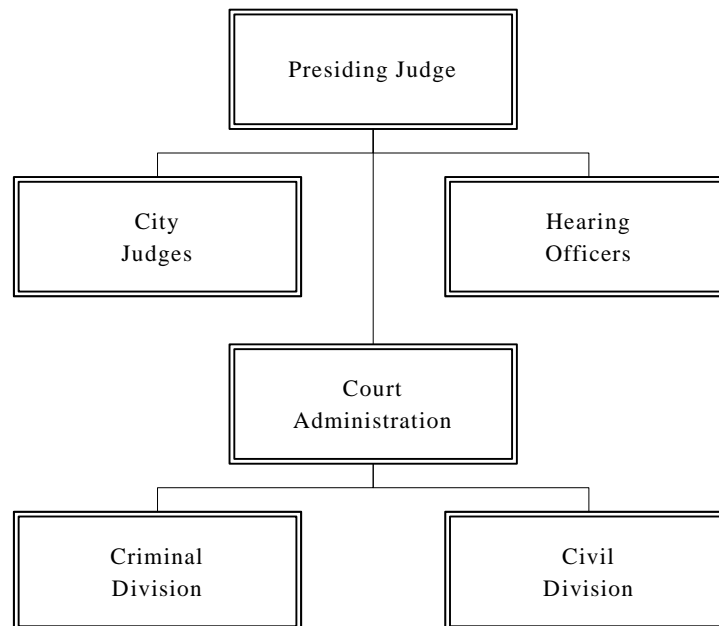 Presiding Judge
City
Judges
Hearing
Officers
Court
Administration
Criminal
Division
Civil
Division